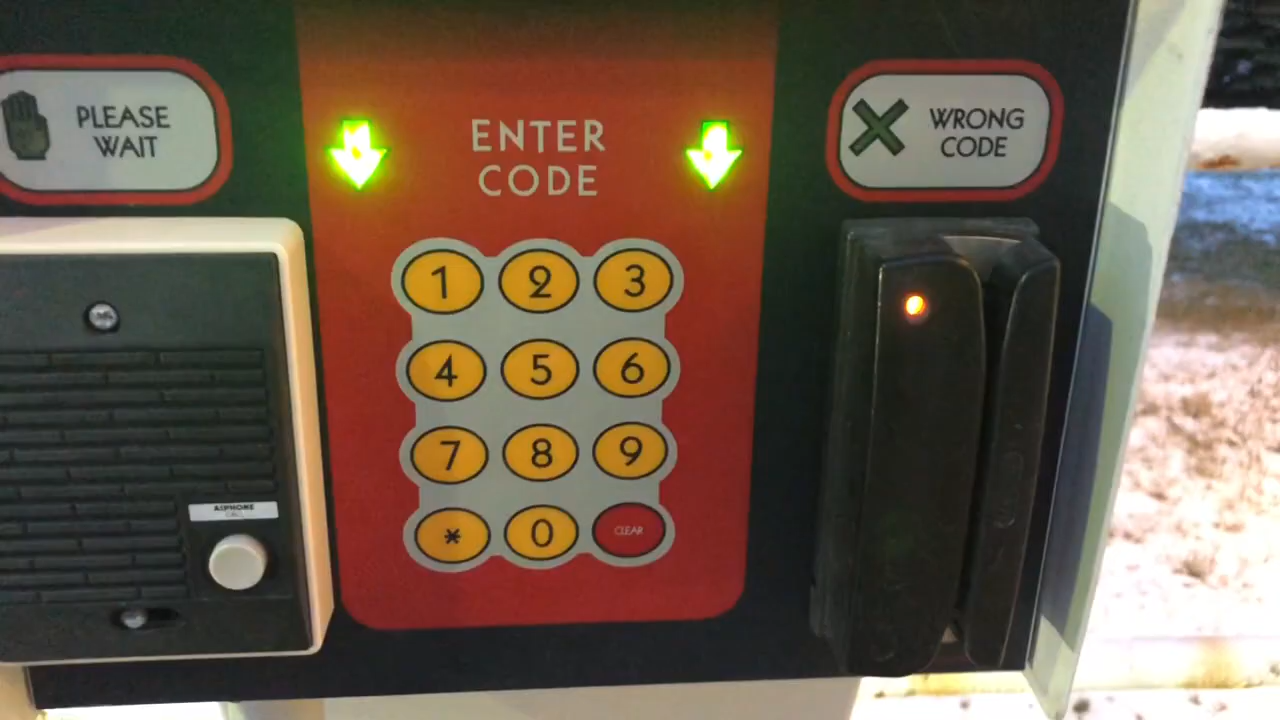 PLEASE
WAIT
ENTER
CODE
WRONG
CODE
1 2 3
4 5 6
7 8 9
* 0 CLEAR
AIPHONE